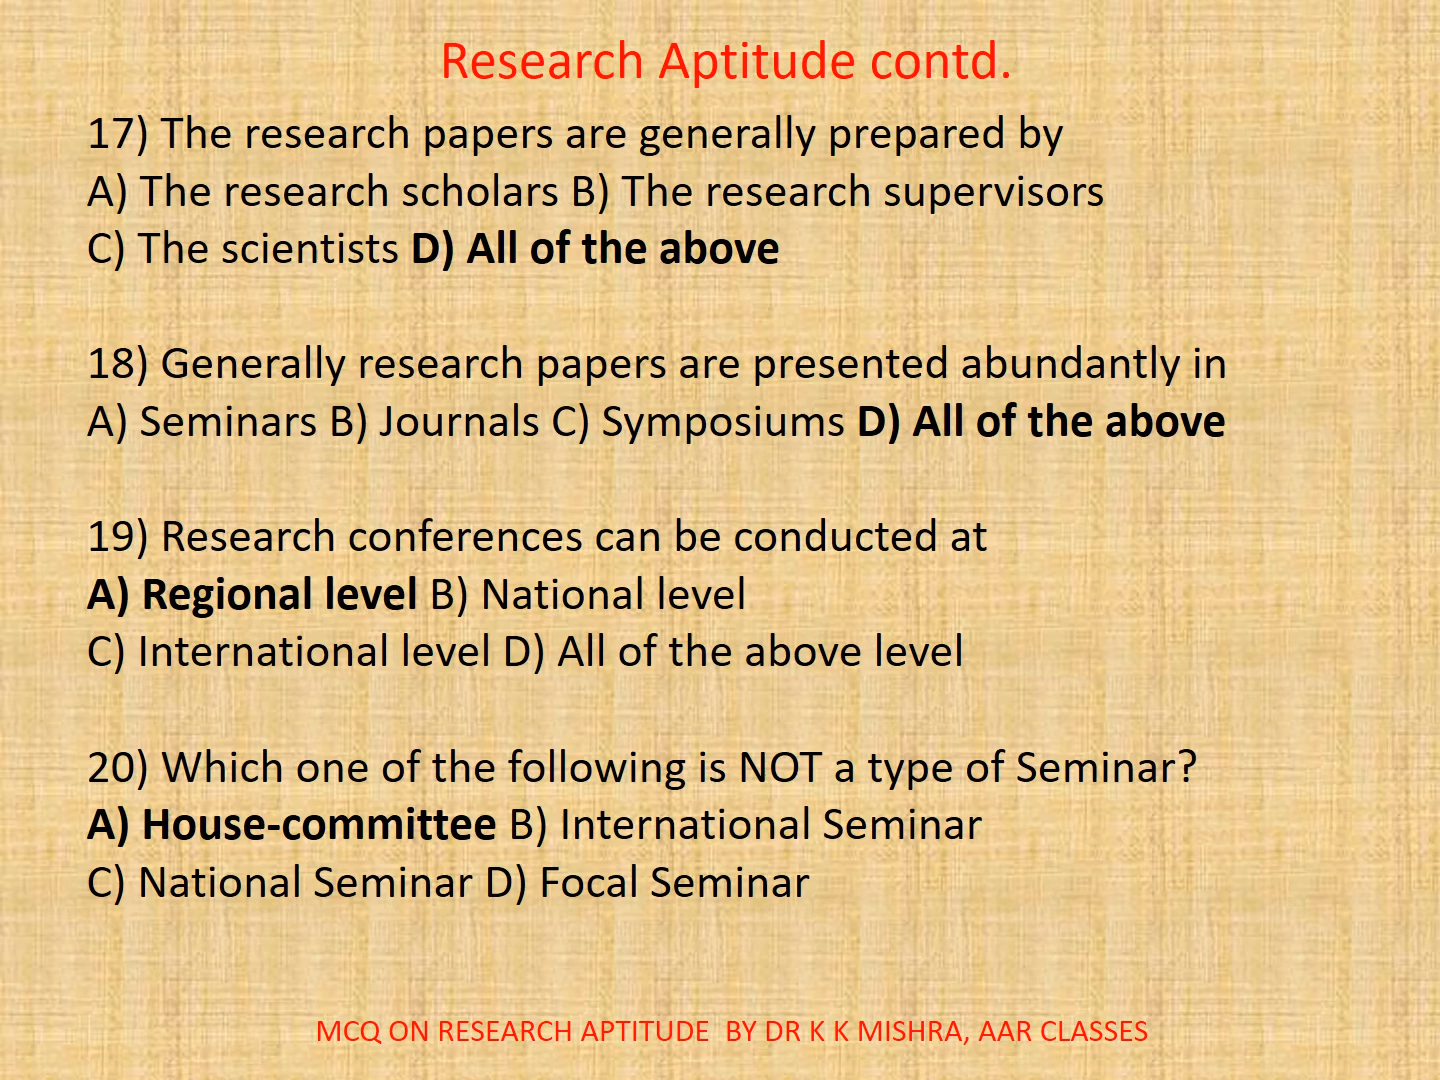 Research Aptitude contd.
17) The research papers are generally prepared by
A) The research scholars B) The research supervisors
C) The scientists D) All of the above
18) Generally research papers are presented abundantly in
A) Seminars B) Journals C) Symposiums D) All of the above
19) Research conferences can be conducted at
A) Regional level B) National level
C) International level D) All of the above level
20) Which one of the following is NOT a type of Seminar?
A) House-committee B) International Seminar
C) National Seminar D) Focal Seminar
MCQ ON RESEARCH APTITUDE  BY DR K K MISHRA, AAR CLASSES